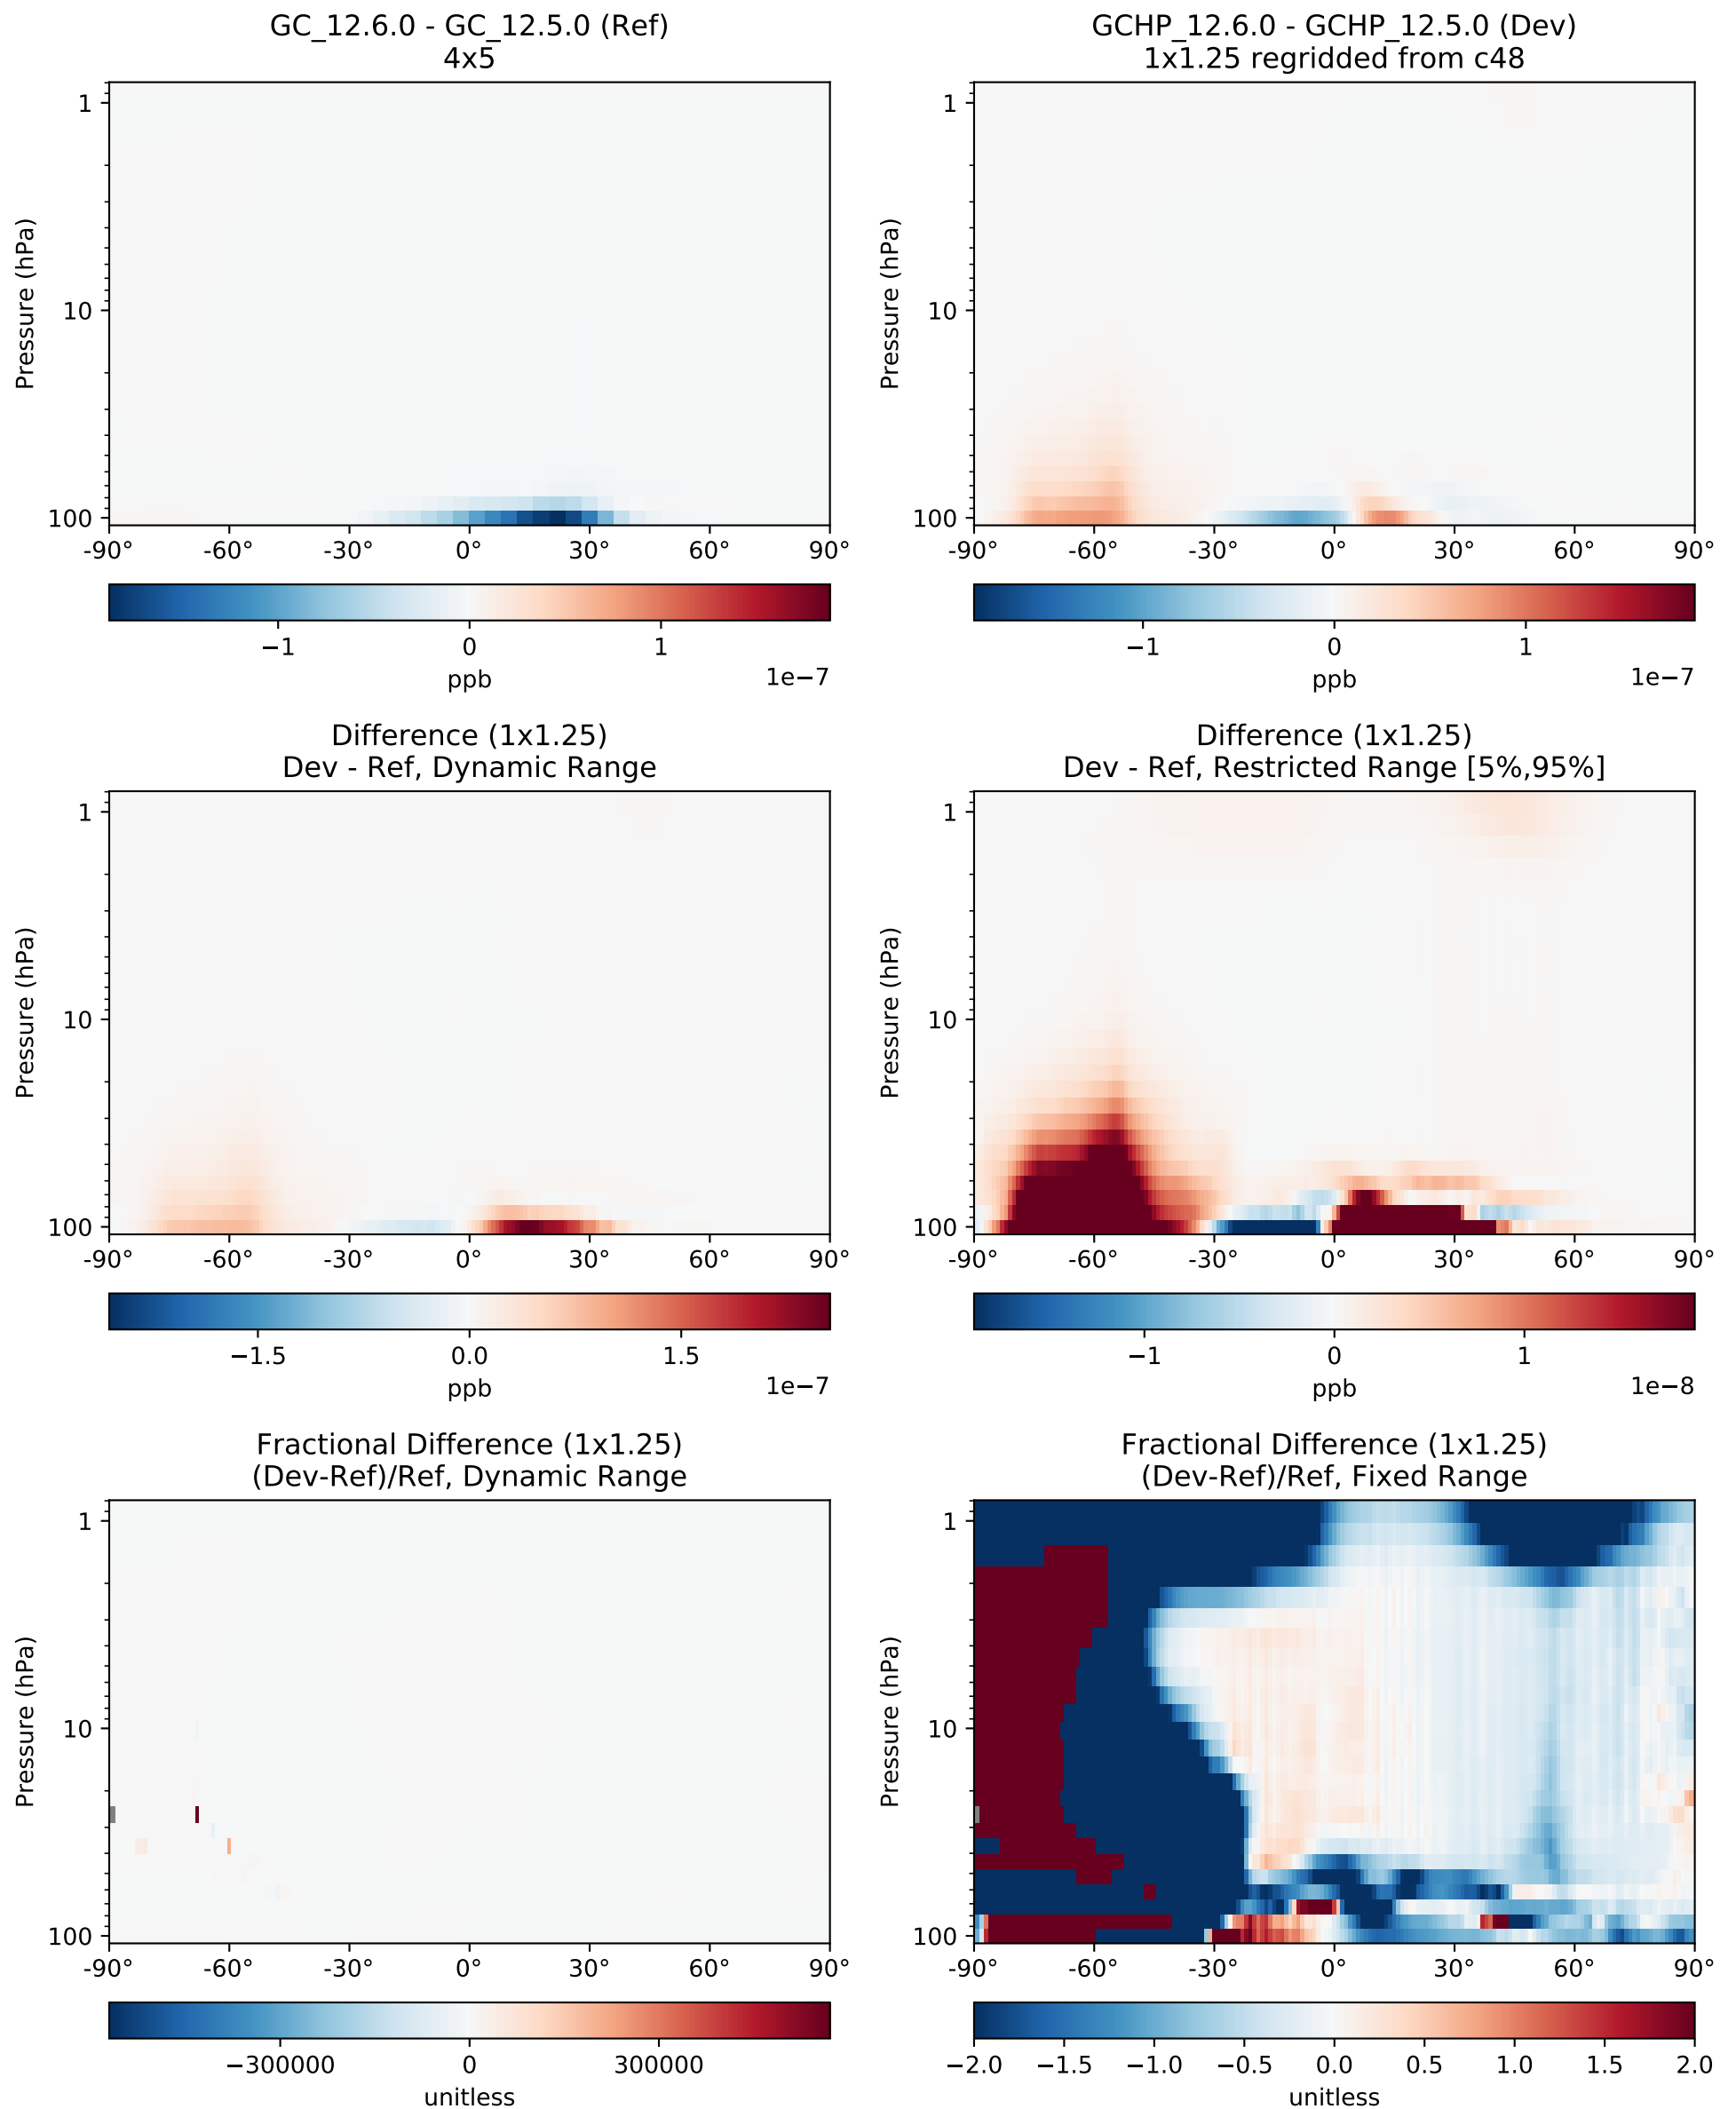 GC_12.6.0 - GC_12.5.0 (Ref)
4x5
GCHP_12.6.0 - GCHP_12.5.0 (Dev)
1x1.25 regridded from c48
Pressure (hPa)
1
10
100
-90° -60° -30° 0° 30° 60° 90°
−1 0 1
ppb
1e−7
Pressure (hPa)
1
10
100
-90° -60° -30° 0° 30° 60° 90°
−1 0 1
ppb
1e−7
Difference (1x1.25)
Dev - Ref, Dynamic Range
Difference (1x1.25)
Dev - Ref, Restricted Range [5%,95%]
Pressure (hPa)
1
10
100
-90° -60° -30° 0° 30° 60° 90°
−1.5 0.0 1.5
ppb
1e−7
Pressure (hPa)
1
10
100
-90° -60° -30° 0° 30° 60° 90°
−1 0 1
ppb
1e−8
Fractional Difference (1x1.25)
(Dev-Ref)/Ref, Dynamic Range
Fractional Difference (1x1.25)
(Dev-Ref)/Ref, Fixed Range
Pressure (hPa)
1
10
100
-90° -60° -30° 0° 30° 60° 90°
−300000 0 300000
unitless
Pressure (hPa)
1
10
100
-90° -60° -30° 0° 30° 60° 90°
−2.0 −1.5 −1.0 −0.5 0.0 0.5 1.0 1.5 2.0
unitless